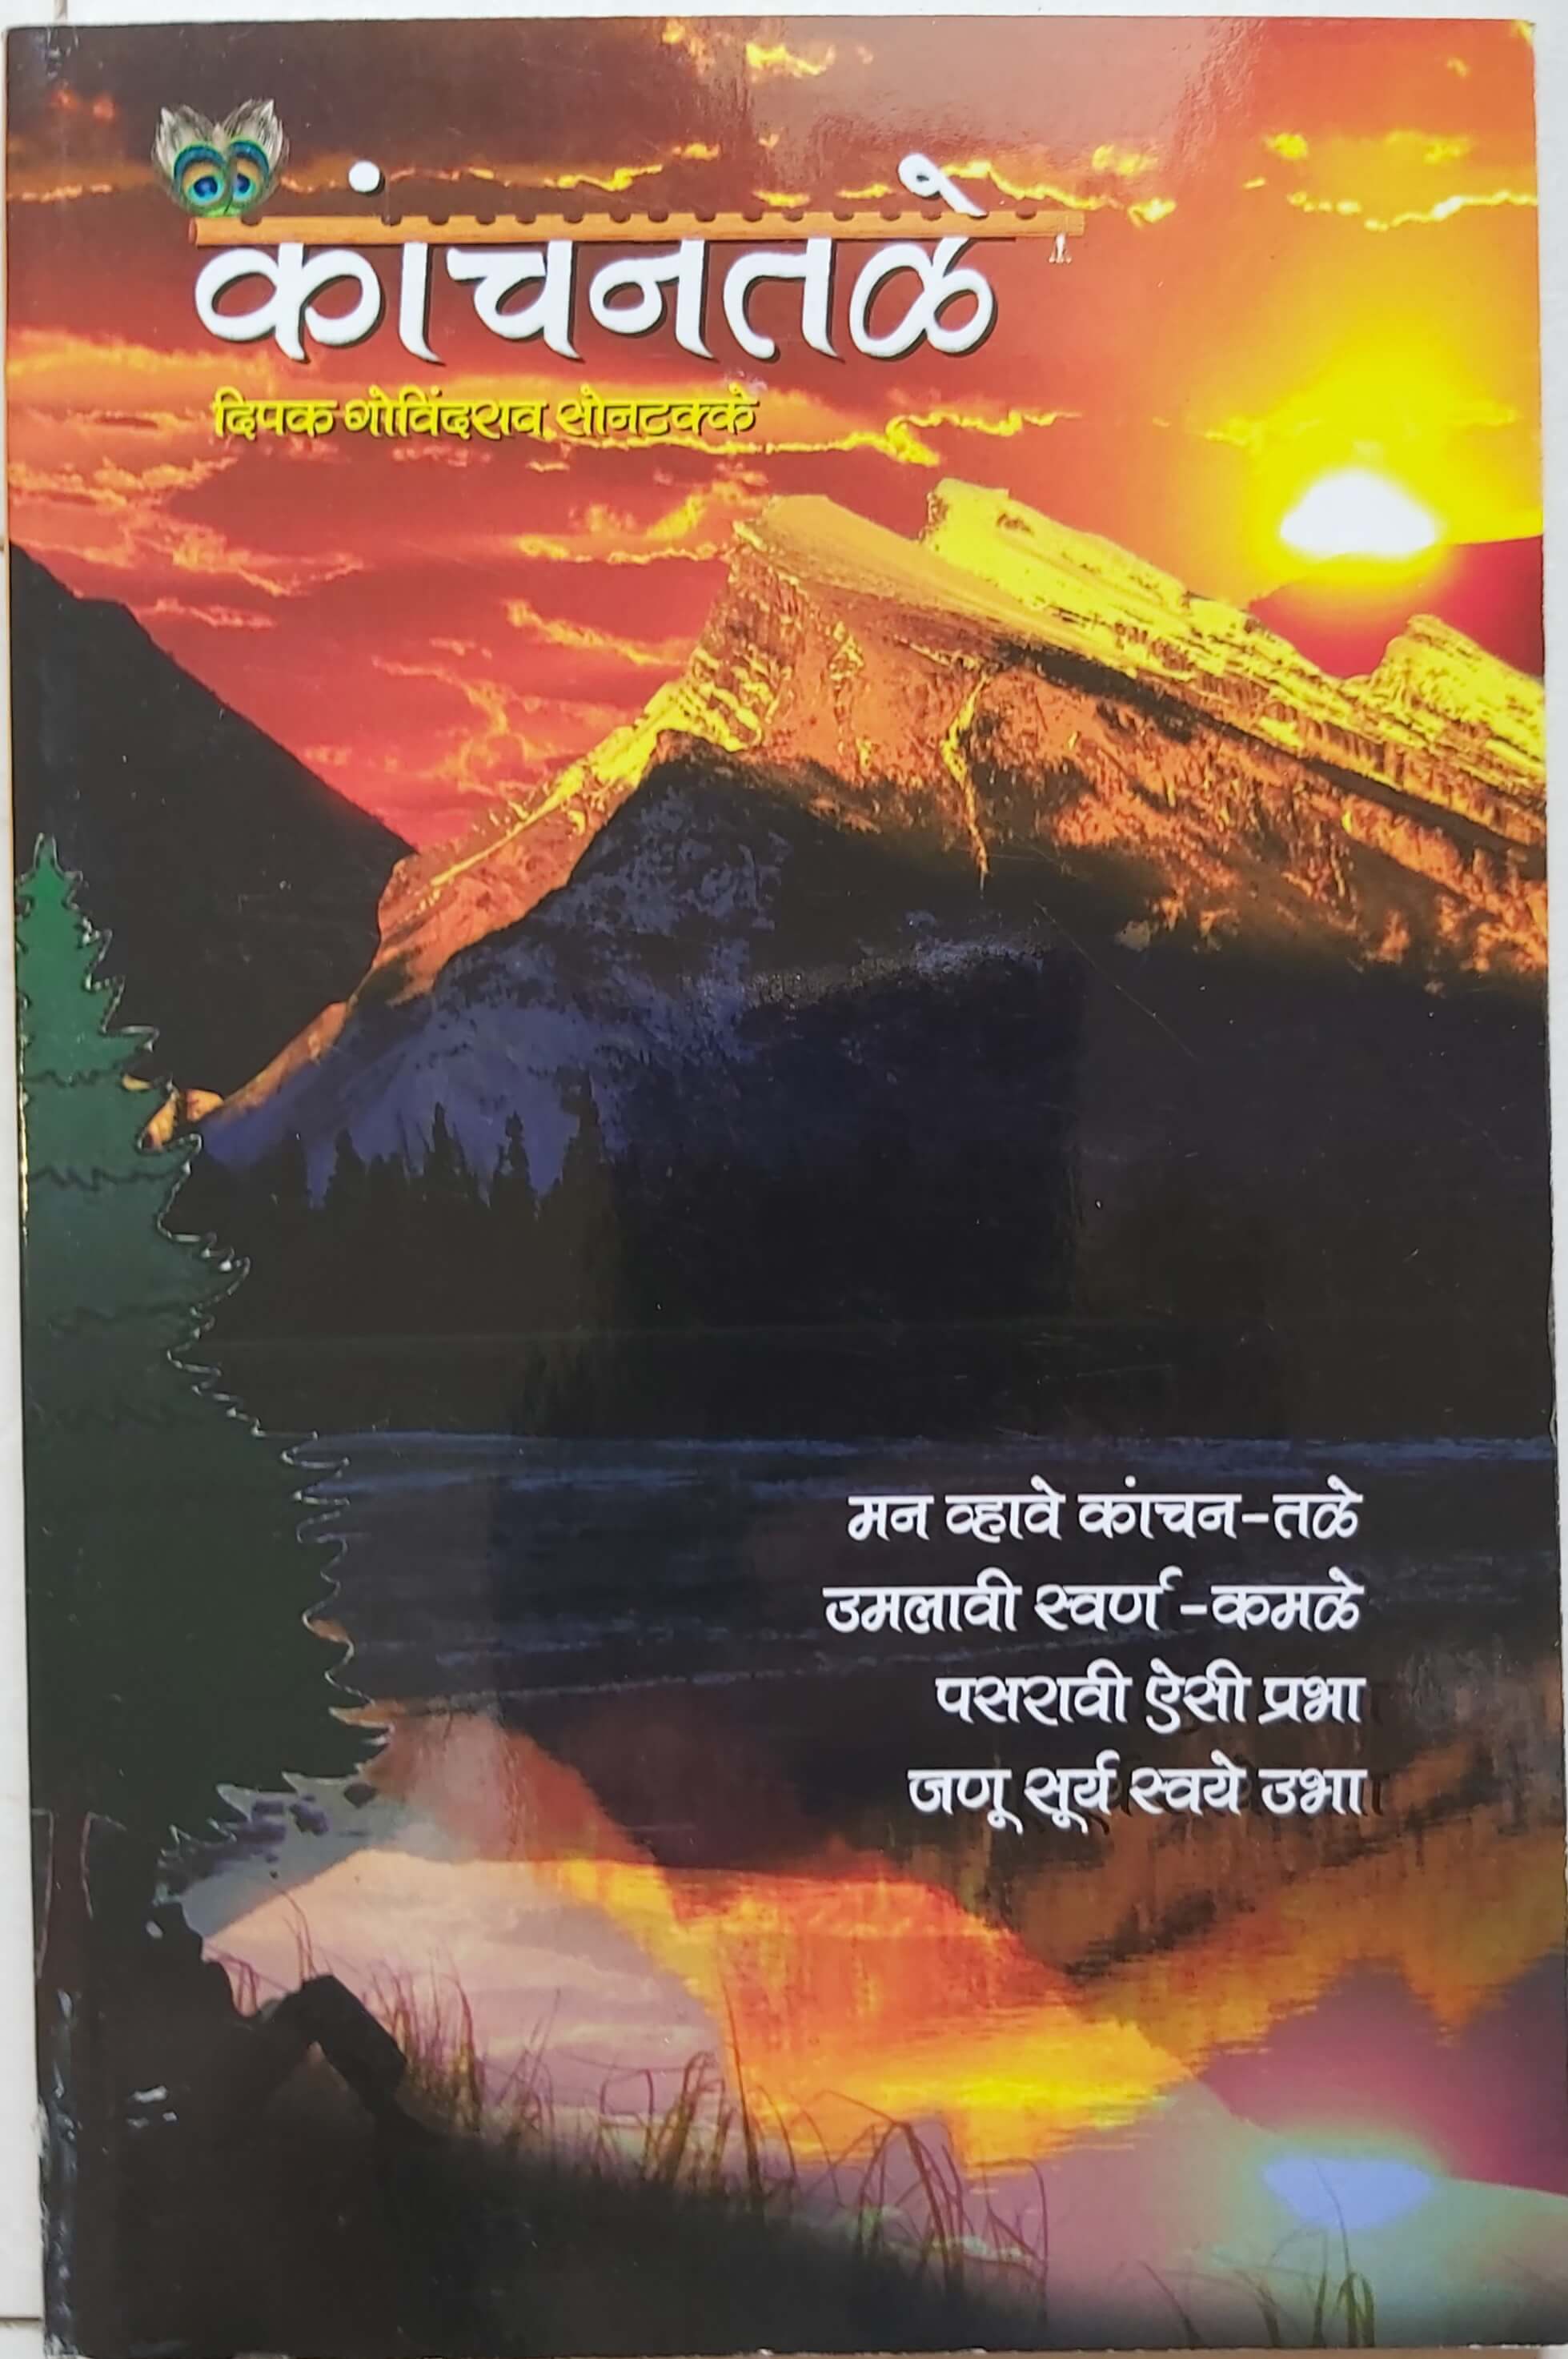 कांचनतळे
दिपक गोविंदराव सोनटक्के
मन व्हावे कांचन-तळे
उमलावी स्वर्ण -कमळे
पसरावी ऐसी प्रभा
जणू सूर्य स्वये उभा